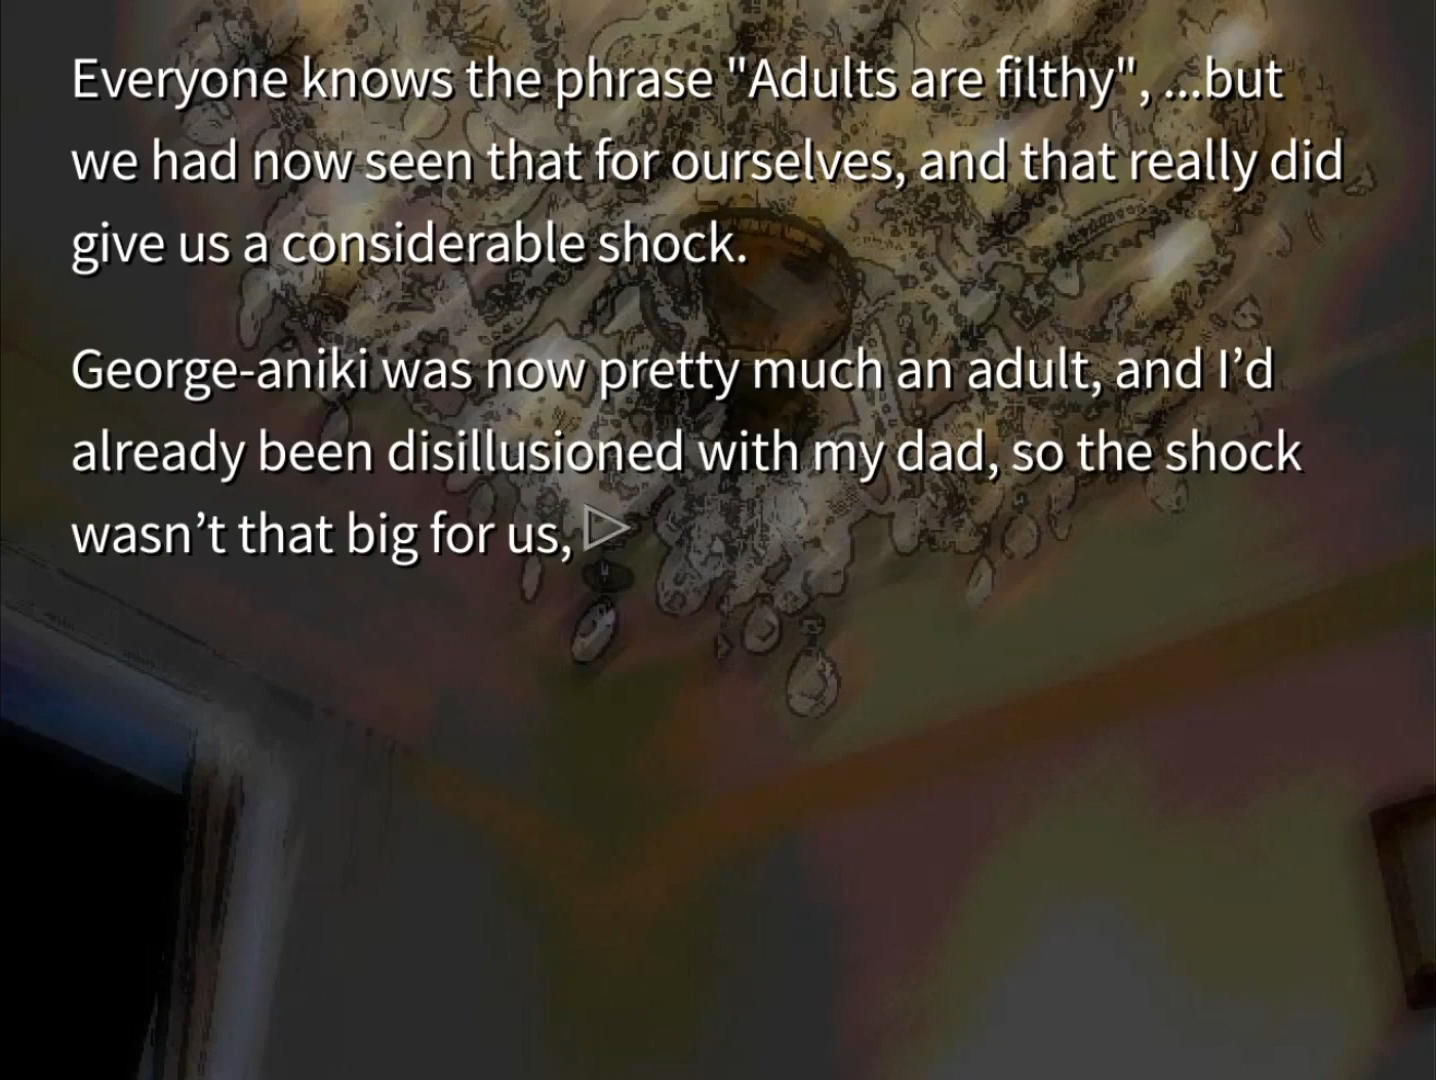 Everyone knows the phrase "Adults are filthy", ...but
we had now seen that for ourselves, and that really did
give us a considerable shock.
George-aniki was now pretty much an adult, and I’d
already been disillusioned with my dad, so the shock
wasn’t that big for us,